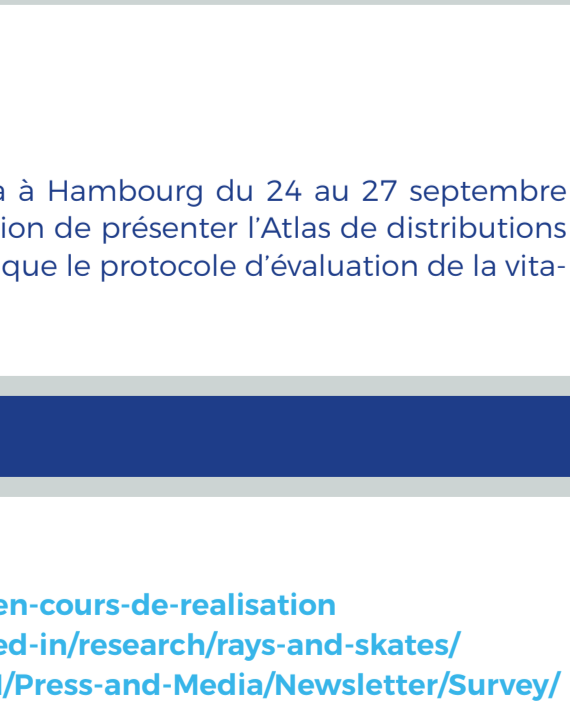 à Hambourg du 24 au 27 septembre
de présenter l'Atlas de distributions
que le protocole d'évaluation de la vita-
en-cours-de-realisation
ed-in/research/rays-and-skates/
/Press-and-Media/Newsletter/Survey/